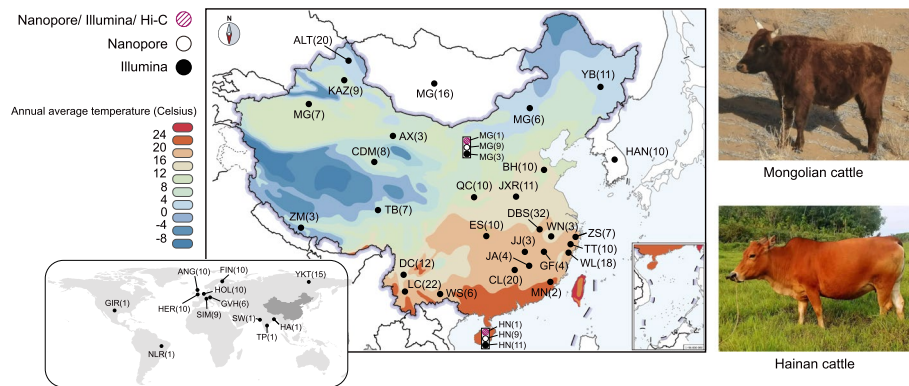 Nanopore/ Illumina/ Hi-C
Nanopore
Illumina
Annual average temperature (Celsius)
24
20
16
12
8
4
0
-4
-8
N
ALT(20)
KAZ(9)
MG(7)
MG(16)
YB(11)
MG(6)
AX(3)
CDM(8)
MG(1)
MG(9)
MG(3)
HAN(10)
BH(10)
QC(10)
JXR(11)
TB(7)
ZM(3)
DBS(32)
ES(10)
WN(3)
ZS(7)
JJ(3)
TT(10)
JA(4)
GF(4)
WL(18)
DC(12)
CL(20)
LC(22)
WS(6)
MN(2)
HN(1)
HN(9)
HN(11)
ANG(10)
FIN(10)
YKT(15)
HOL(10)
GIR(1)
HER(10)
GVH(6)
SIM(9)
SW(1)
HA(1)
TP(1)
NLR(1)
Mongolian cattle
Hainan cattle